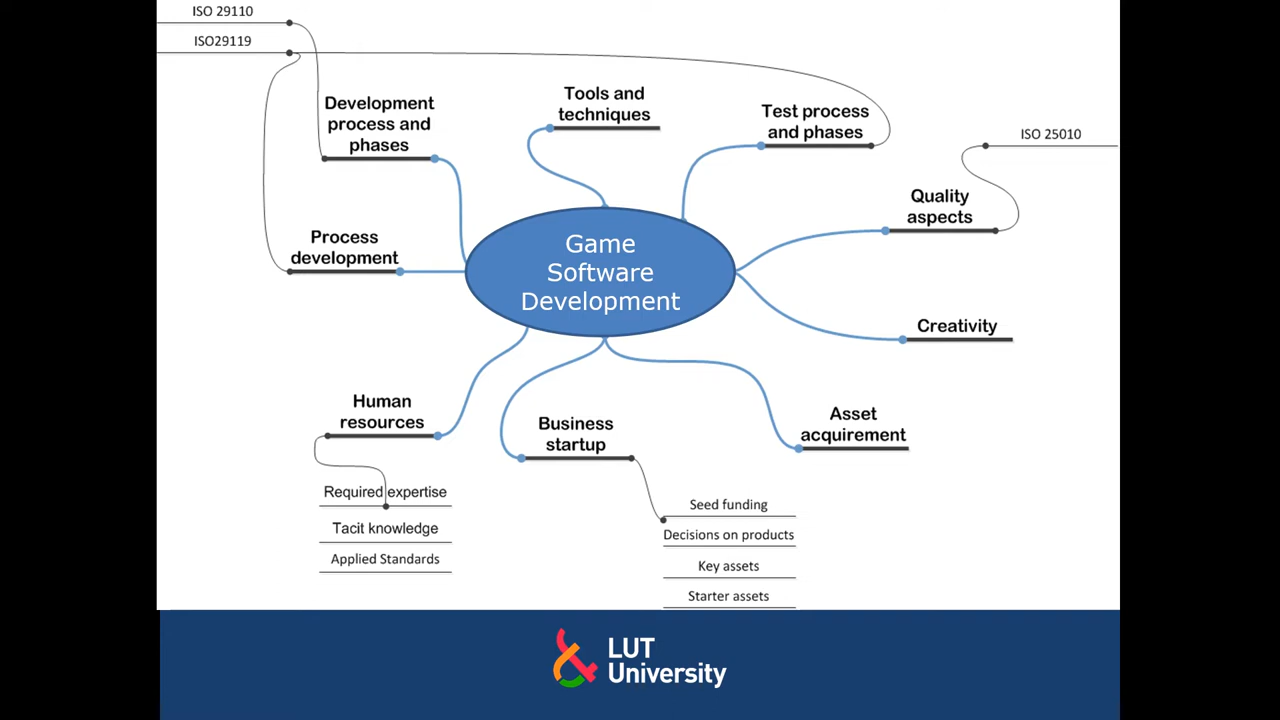 ISO 29110
ISO29119
Development
process and
phases
Tools and
techniques
Test process
and phases
ISO 25010
Quality
aspects
Process
development
Game
Software
Development
Creativity
Human
resources
Business
startup
Asset
acquirement
Required expertise
Tacit knowledge
Applied Standards
Seed funding
Decisions on products
Key assets
Starter assets
LUT
University